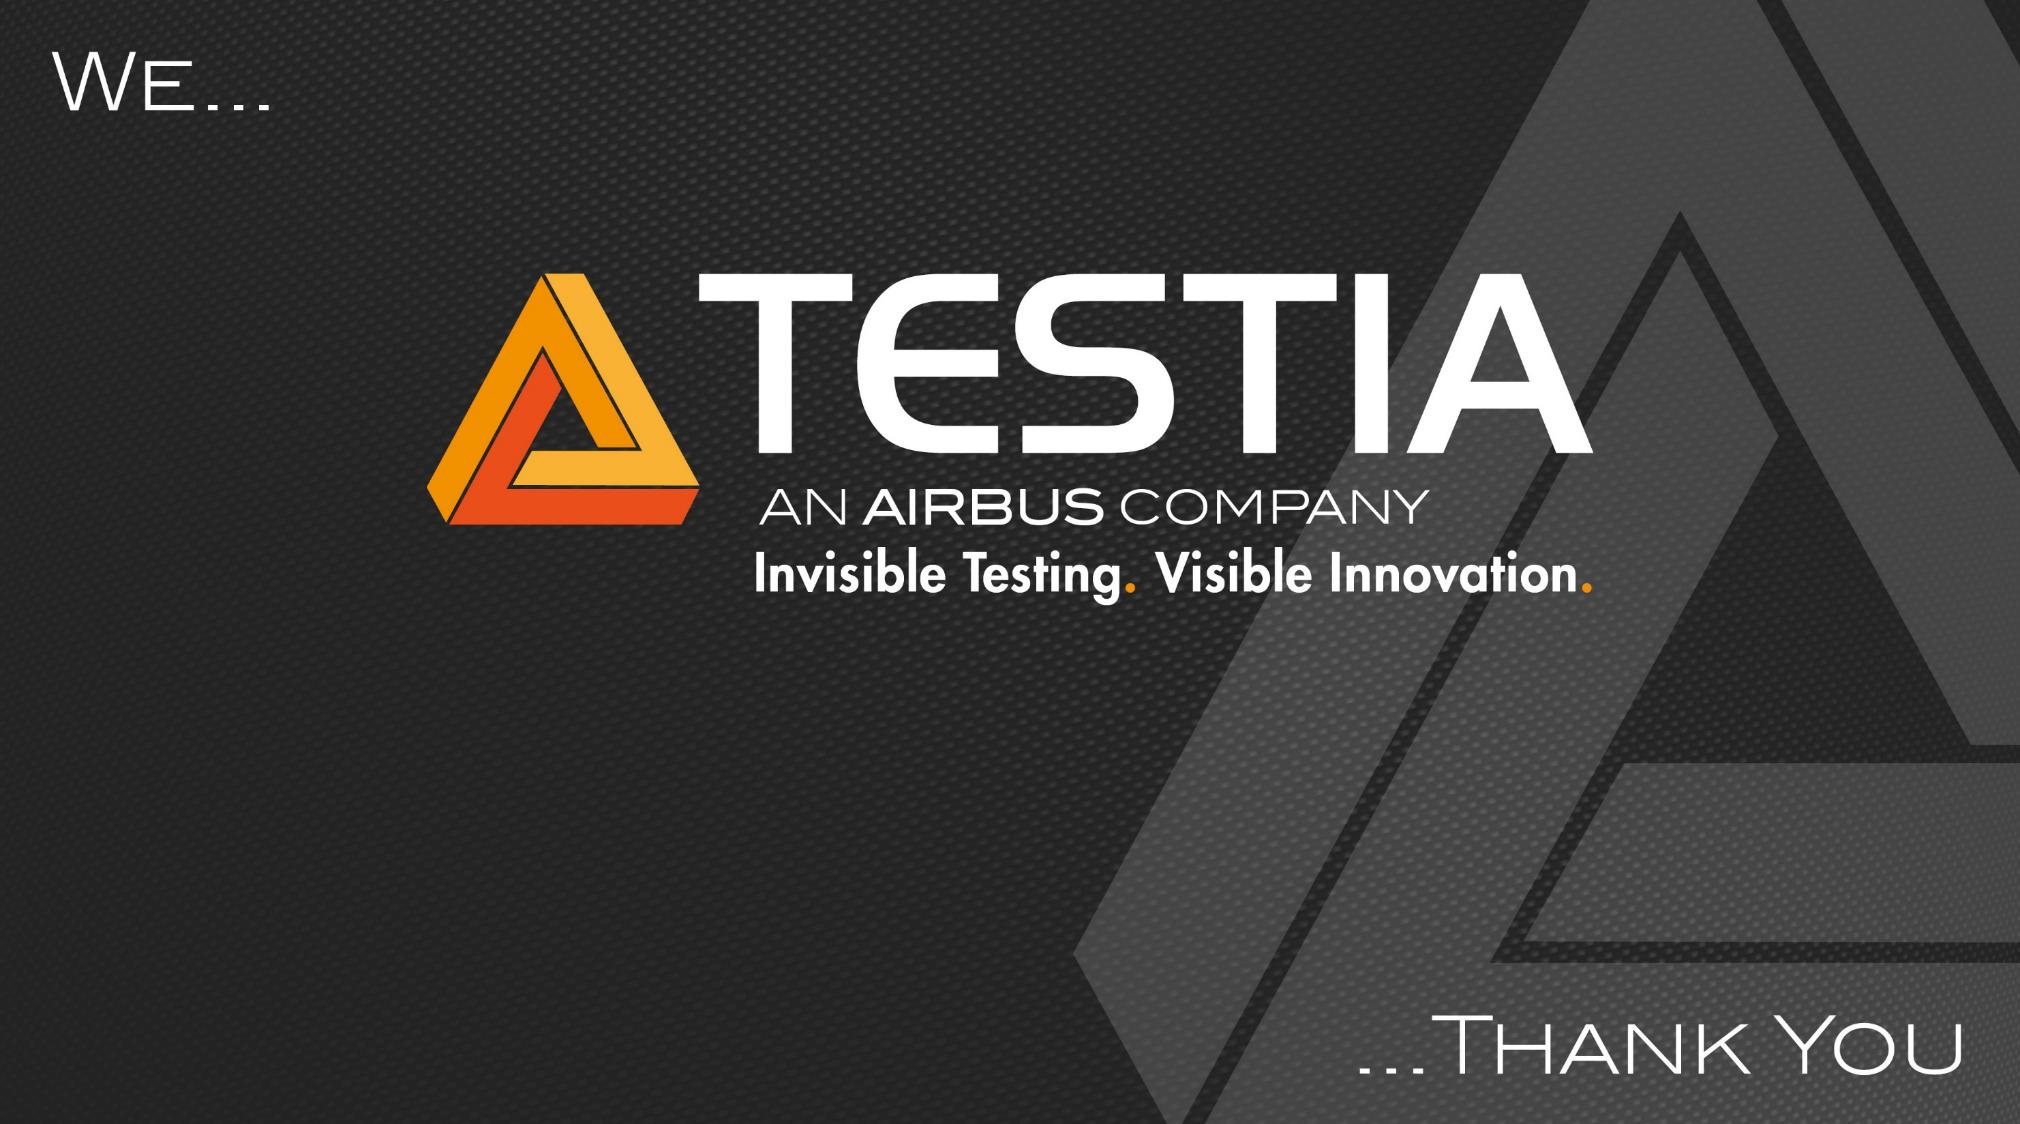 WE...
TESTIA
AN AIRBUS COMPANY
Invisible Testing. Visible Innovation.
...THANK YOU